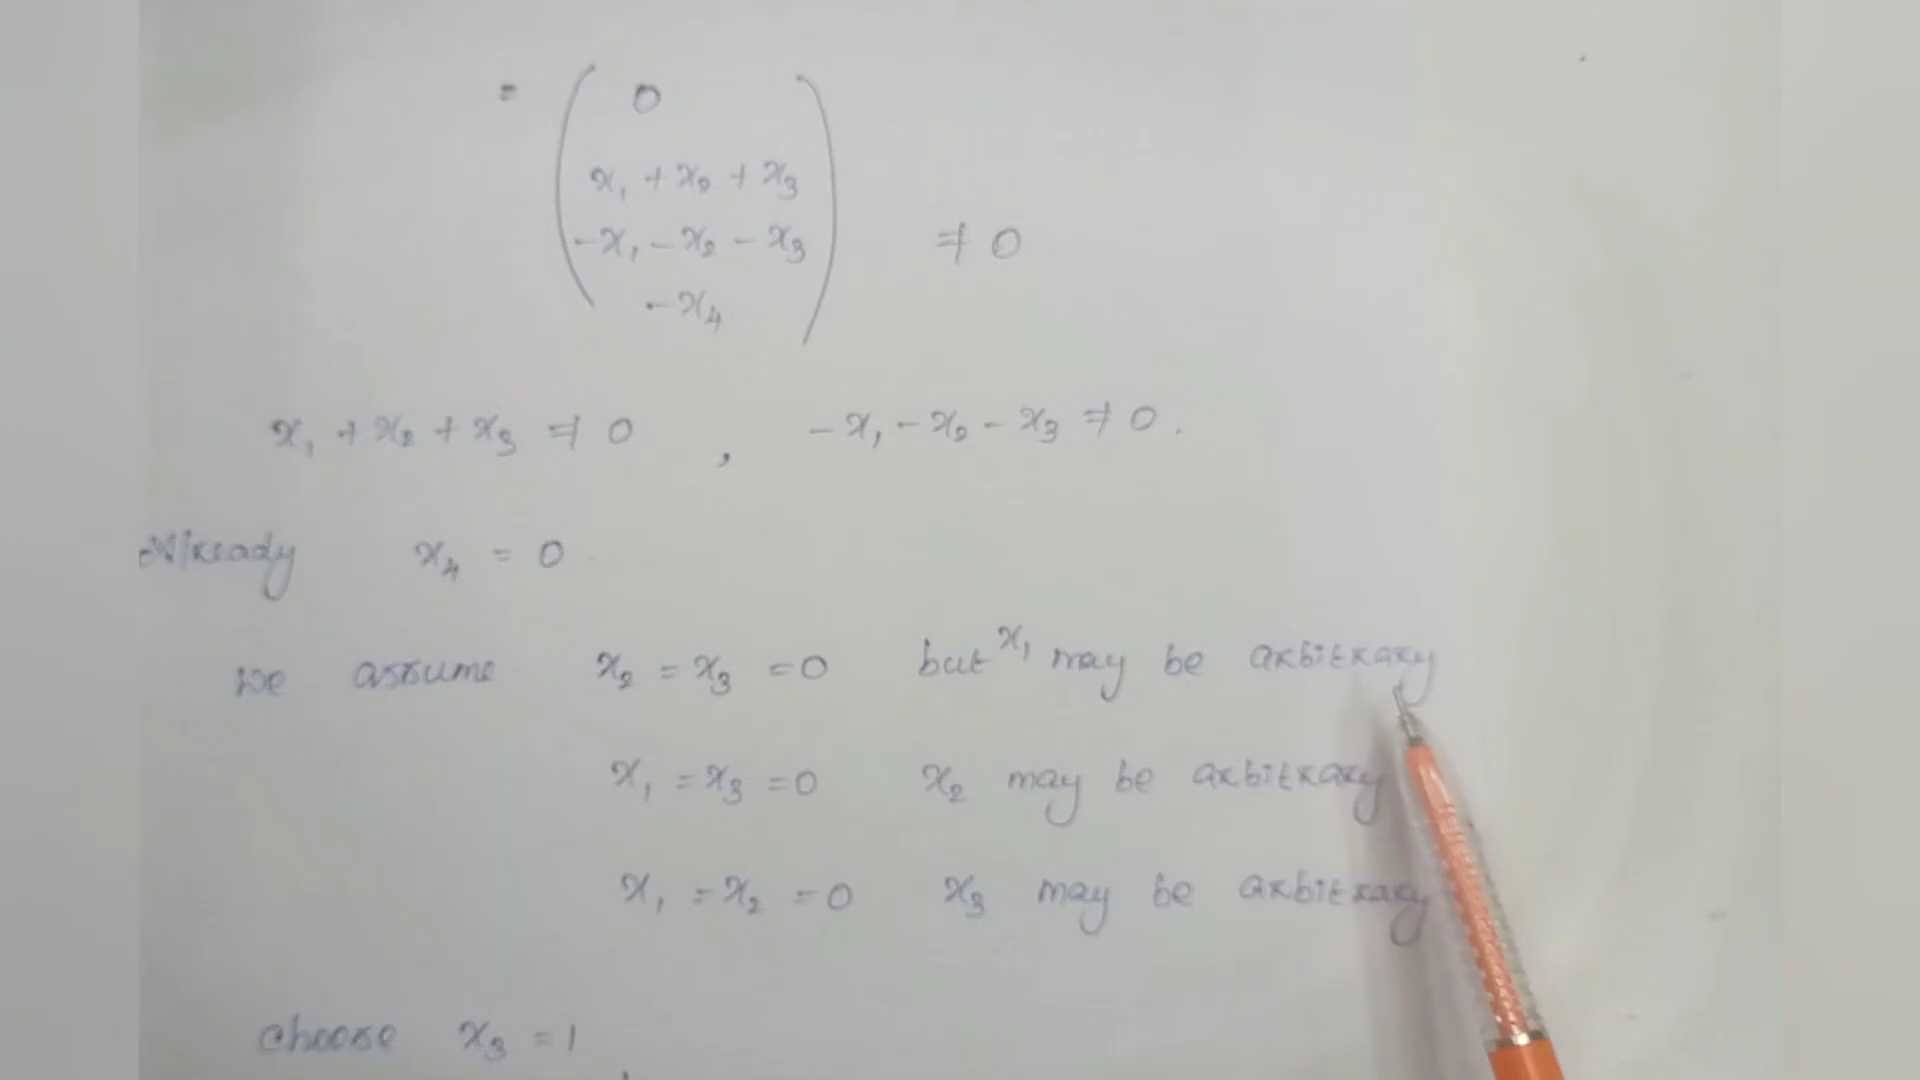 = ( 0
x₁ + x₂ + x₃
-x₁ - x₂ - x₃ ) ≠ 0
-x₄
x₁ + x₂ + x₃ ≠ 0 , -x₁ - x₂ - x₃ ≠ 0.
Already x₄ = 0
we assume x₂ = x₃ = 0 but x₁ may be arbitrary
x₁ = x₃ = 0 x₂ may be arbitrary
x₁ = x₂ = 0 x₃ may be arbitrary
choose x₃ = 1